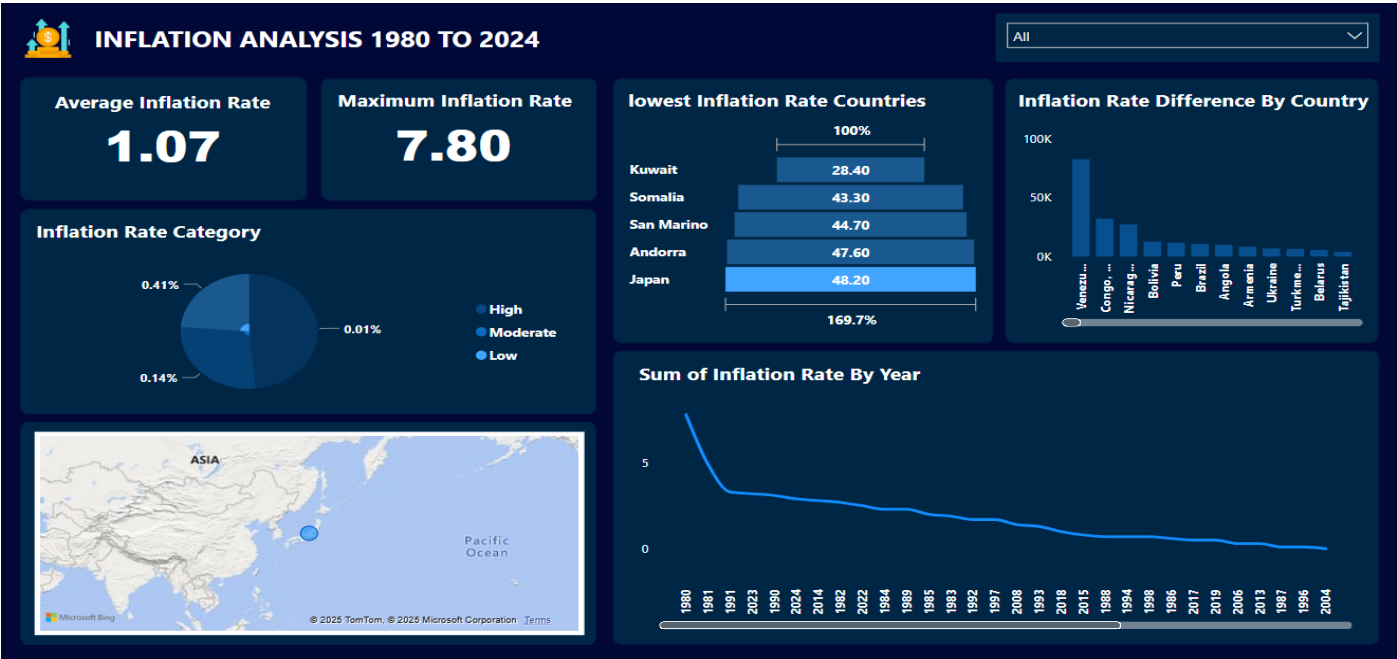 INFLATION ANALYSIS 1980 TO 2024
All
Average Inflation Rate
1.07
Maximum Inflation Rate
7.80
lowest Inflation Rate Countries
100%
Kuwait 28.40
Somalia 43.30
San Marino 44.70
Andorra 47.60
Japan 48.20
169.7%
Inflation Rate Difference By Country
100K
50K
0K
Venezu...
Congo, ...
Nicarag...
Bolivia
Peru
Brazil
Angola
Armenia
Ukraine
Turkme...
Belarus
Tajikistan
Inflation Rate Category
0.41%
0.01%
0.14%
High
Moderate
Low
ASIA
Pacific
Ocean
Microsoft Bing
© 2025 TomTom, © 2025 Microsoft Corporation Terms
Sum of Inflation Rate By Year
5
0
1980
1981
1991
2023
1990
2024
2014
1982
2022
1984
1989
1985
1983
1992
1997
2008
1993
2018
2015
1988
1994
1998
1986
2017
2019
2006
2013
1987
1996
2004